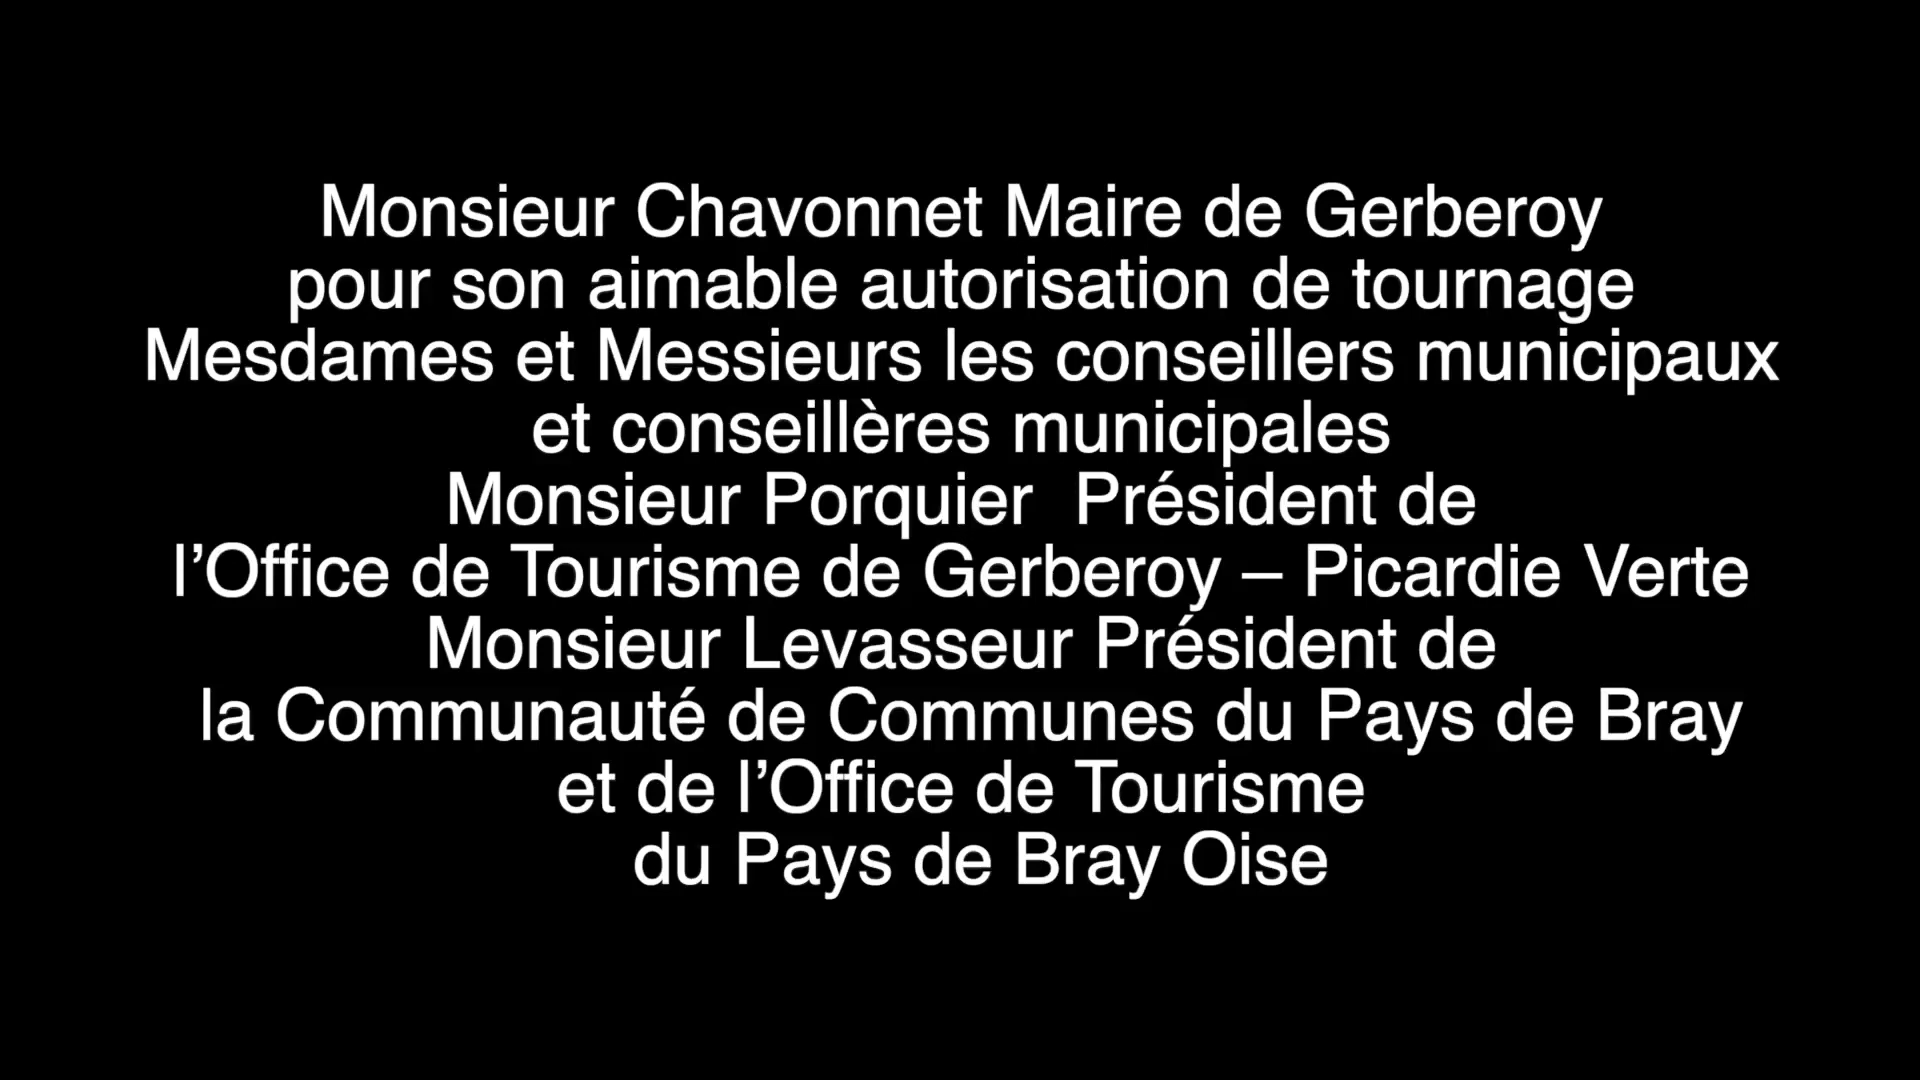 Monsieur Chavonnet Maire de Gerberoy
pour son aimable autorisation de tournage
Mesdames et Messieurs les conseillers municipaux
et conseillères municipales
Monsieur Porquier  Président de
l’Office de Tourisme de Gerberoy – Picardie Verte
Monsieur Levasseur Président de
la Communauté de Communes du Pays de Bray
et de l’Office de Tourisme
du Pays de Bray Oise